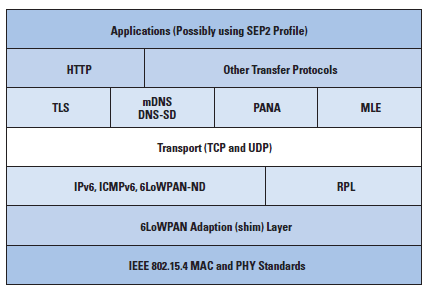 Applications (Possibly using SEP2 Profile)
HTTP
Other Transfer Protocols
TLS
mDNS
DNS-SD
PANA
MLE
Transport (TCP and UDP)
IPv6, ICMPv6, 6LoWPAN-ND
RPL
6LoWPAN Adaption (shim) Layer
IEEE 802.15.4 MAC and PHY Standards